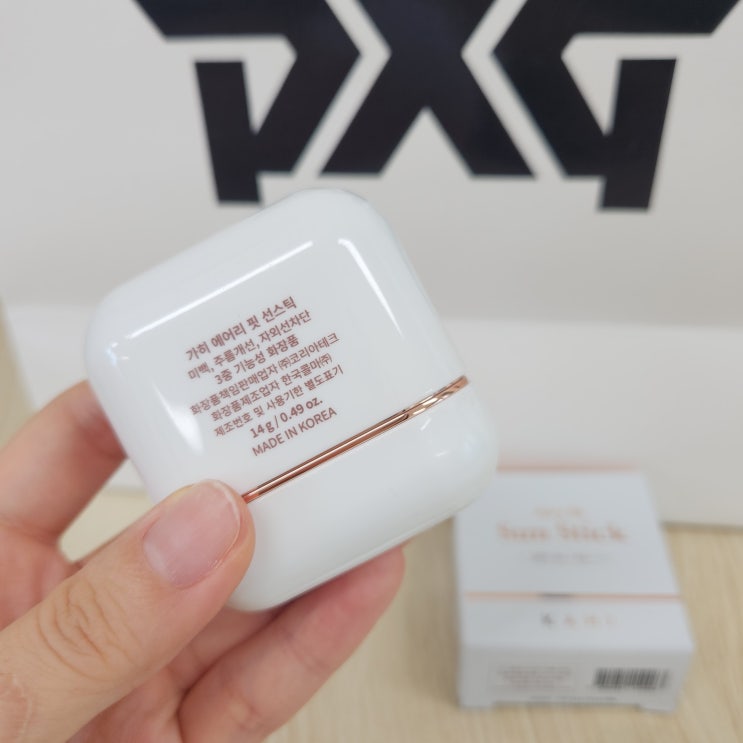 PXG
가히 에어리 핏 선스틱
미백, 주름개선, 자외선차단
3중 기능성 화장품
화장품책임판매업자 ㈜코리아테크
화장품제조업자 한국콜마㈜
제조번호 및 사용기한 별도표기
14 g / 0.49 oz.
MADE IN KOREA
Sun Stick
KAHI